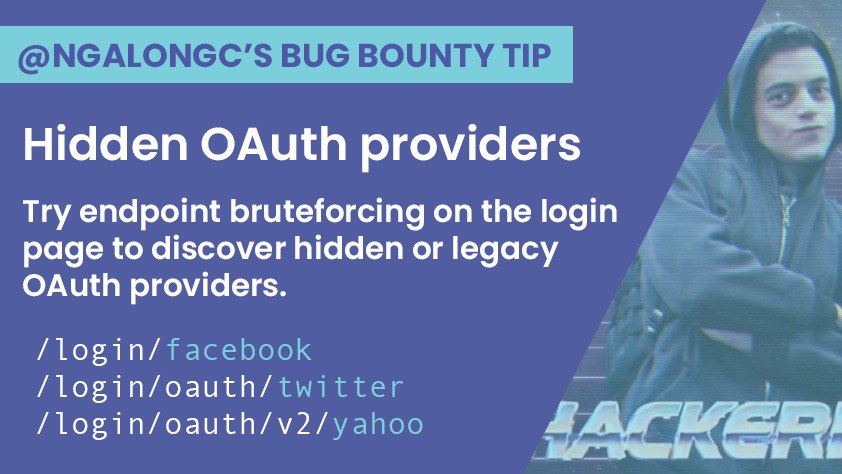 @NGALONGC’S BUG BOUNTY TIP
Hidden OAuth providers
Try endpoint bruteforcing on the login
page to discover hidden or legacy
OAuth providers.
/login/facebook
/login/oauth/twitter
/login/oauth/v2/yahoo
HACKER